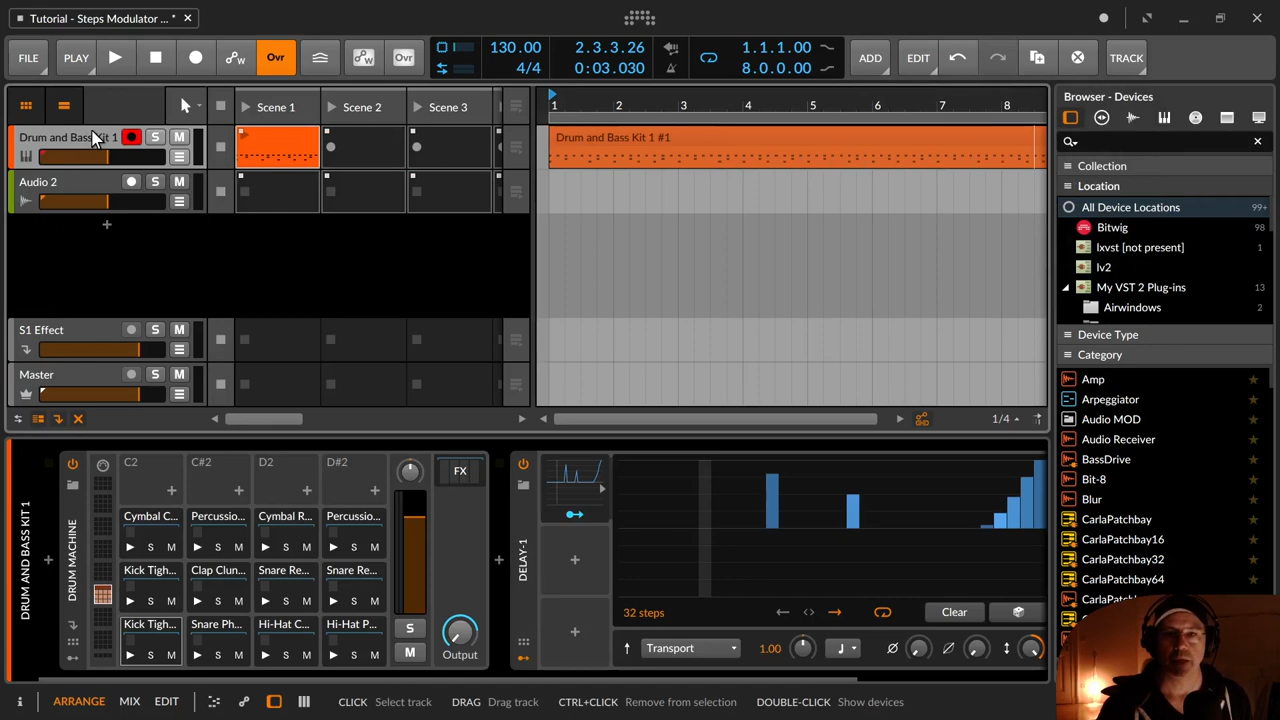 Tutorial - Steps Modulator ... *
FILE
PLAY
Ovr
Ovr
130.00
4/4
2.3.3.26
0:03.030
1.1.1.00
8.0.0.00
ADD
EDIT
TRACK
Scene 1
Scene 2
Scene 3
Drum and Bass Kit 1
S
M
Audio 2
S
M
S1 Effect
S
M
Master
S
M
1
2
3
4
5
6
7
8
Drum and Bass Kit 1 #1
1/4
Browser - Devices
Collection
Location
All Device Locations
99+
Bitwig
98
lxvst [not present]
1
lv2
My VST 2 Plug-ins
13
Airwindows
2
Device Type
Category
Amp
Arpeggiator
Audio MOD
Audio Receiver
BassDrive
Bit-8
Blur
CarlaPatchbay
CarlaPatchbay16
CarlaPatchbay32
CarlaPatchbay64
DRUM AND BASS KIT 1
DRUM MACHINE
C2
C#2
D2
D#2
Cymbal C...
Percussio...
Cymbal R...
Percussio...
S M
S M
S M
S M
Kick Tigh...
Clap Clun...
Snare Re...
Snare Re...
S M
S M
S M
S M
Kick Tigh...
Snare Ph...
Hi-Hat C...
Hi-Hat P...
S M
S M
S M
S M
S
M
FX
Output
DELAY-1
32 steps
Clear
Transport
1.00
ARRANGE
MIX
EDIT
CLICK Select track
DRAG Drag track
CTRL+CLICK Remove from selection
DOUBLE-CLICK Show devices